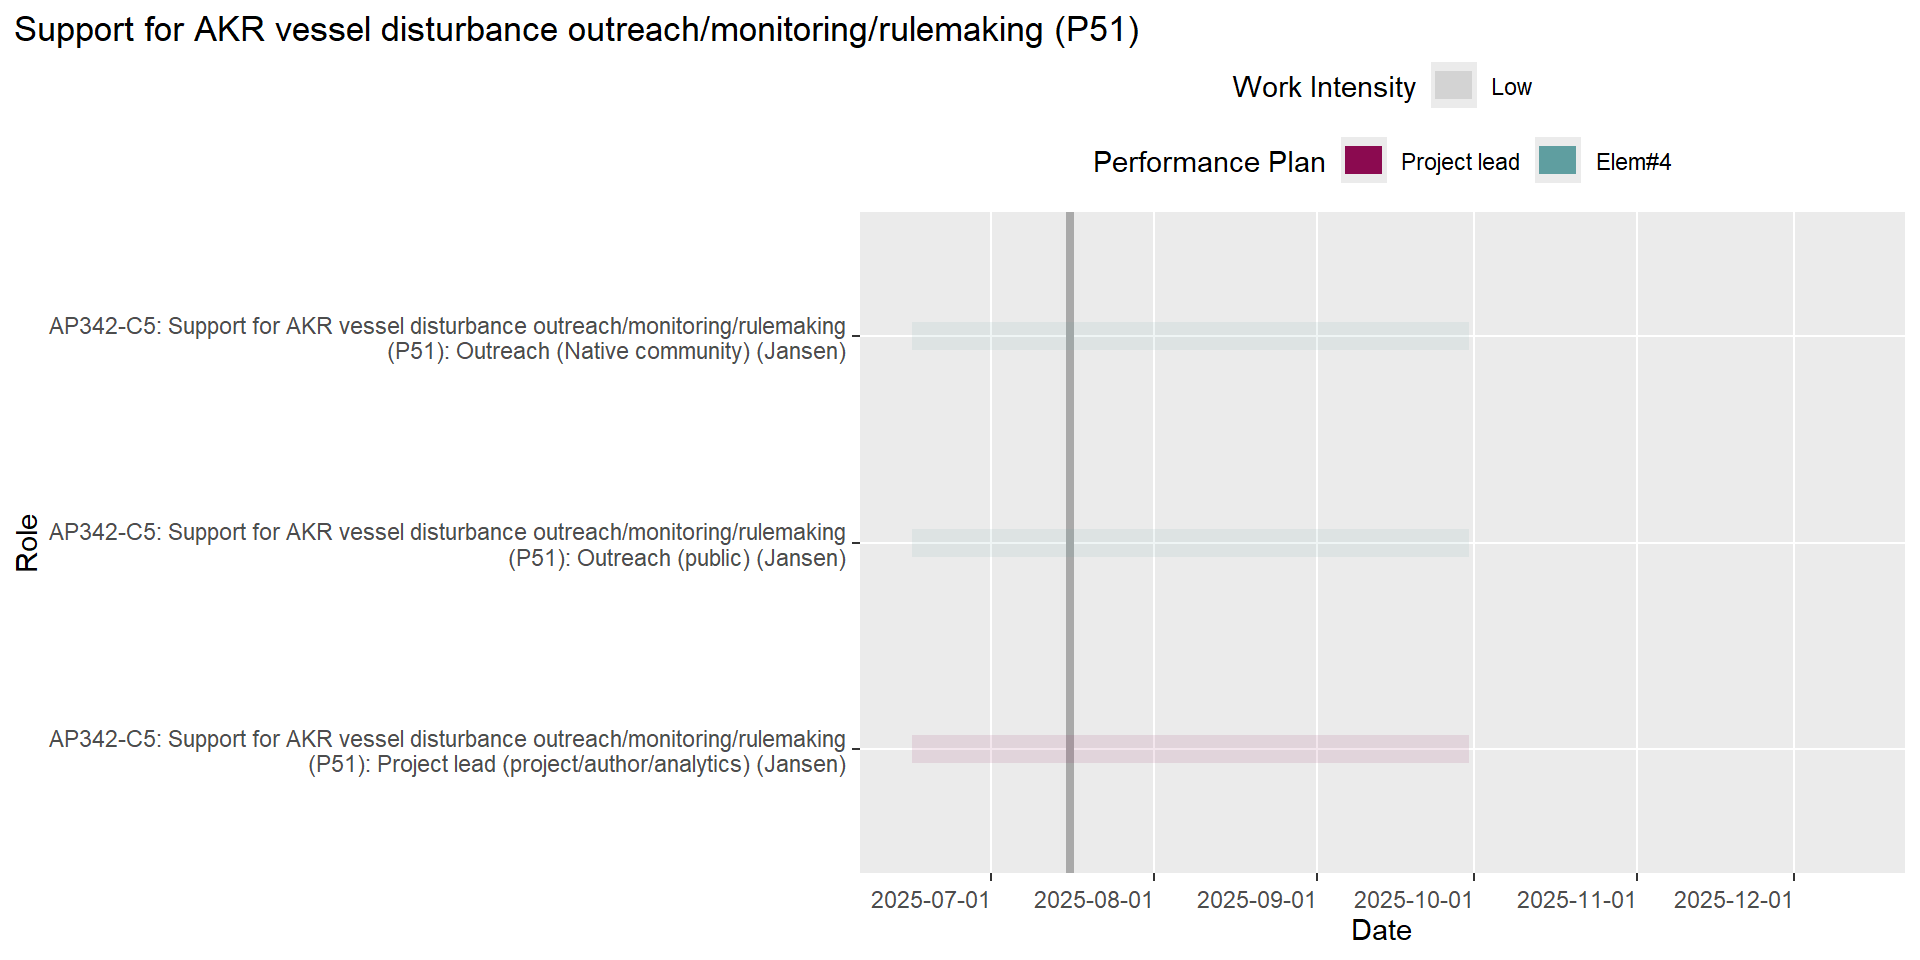 Support for AKR vessel disturbance outreach/monitoring/rulemaking (P51)
Work Intensity Low
Performance Plan Project lead Elem#4
AP342-C5: Support for AKR vessel disturbance outreach/monitoring/rulemaking
(P51): Outreach (Native community) (Jansen)
Role
AP342-C5: Support for AKR vessel disturbance outreach/monitoring/rulemaking
(P51): Outreach (public) (Jansen)
AP342-C5: Support for AKR vessel disturbance outreach/monitoring/rulemaking
(P51): Project lead (project/author/analytics) (Jansen)
2025-07-01 2025-08-01 2025-09-01 2025-10-01 2025-11-01 2025-12-01
Date